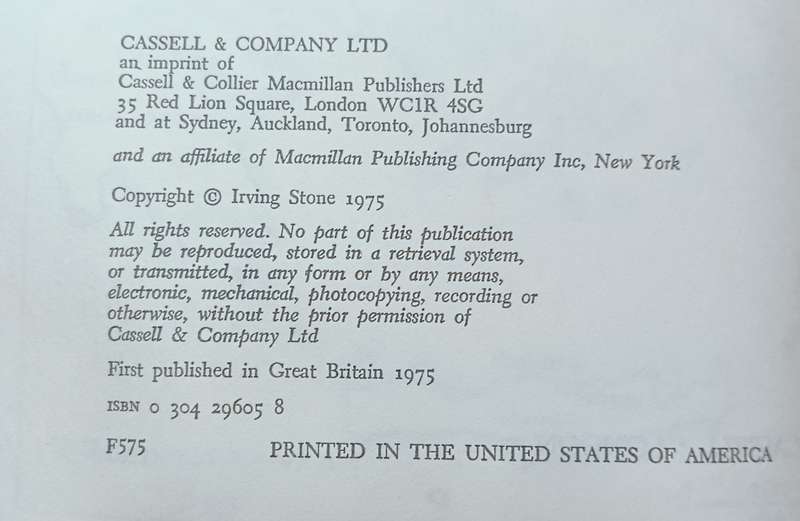 CASSELL & COMPANY LTD
an imprint of
Cassell & Collier Macmillan Publishers Ltd
35 Red Lion Square, London WC1R 4SG
and at Sydney, Auckland, Toronto, Johannesburg
and an affiliate of Macmillan Publishing Company Inc, New York
Copyright © Irving Stone 1975
All rights reserved. No part of this publication
may be reproduced, stored in a retrieval system,
or transmitted, in any form or by any means,
electronic, mechanical, photocopying, recording or
otherwise, without the prior permission of
Cassell & Company Ltd
First published in Great Britain 1975
ISBN 0 304 29605 8
F575 PRINTED IN THE UNITED STATES OF AMERICA